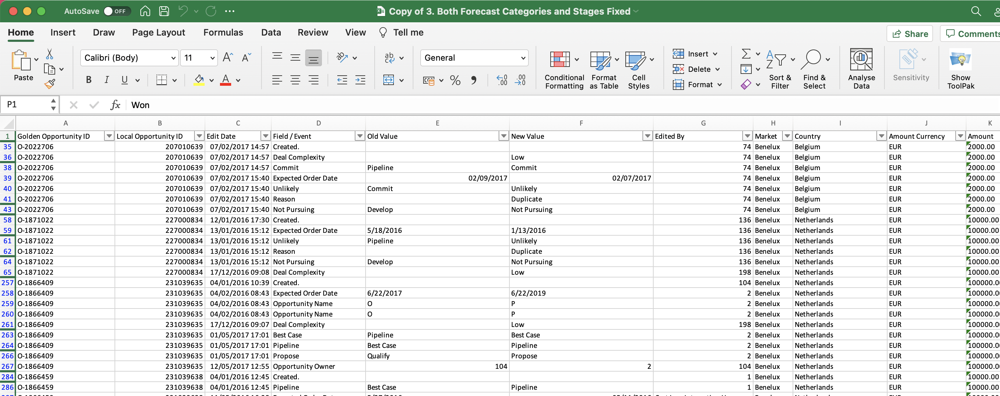 AutoSave OFF Copy of 3. Both Forecast Categories and Stages Fixed
Home Insert Draw Page Layout Formulas Data Review View Tell me Share Comments
Calibri (Body) 11 General
Paste B I U Conditional Formatting Format as Table Cell Styles Insert Delete Format Sort & Filter Find & Select Analyse Data Sensitivity Show ToolPak
P1 fx Won
A B C D E F G H I J K
1 Golden Opportunity ID Local Opportunity ID Edit Date Field / Event Old Value New Value Edited By Market Country Amount Currency Amount
35 O-2022706 207010639 07/02/2017 14:57 Created. 74 Benelux Belgium EUR 2000.00
36 O-2022706 207010639 07/02/2017 14:57 Deal Complexity Low 74 Benelux Belgium EUR 2000.00
38 O-2022706 207010639 07/02/2017 14:57 Commit Pipeline Commit 74 Benelux Belgium EUR 2000.00
39 O-2022706 207010639 07/02/2017 15:40 Expected Order Date 02/09/2017 02/07/2017 74 Benelux Belgium EUR 2000.00
40 O-2022706 207010639 07/02/2017 15:40 Unlikely Commit Unlikely 74 Benelux Belgium EUR 2000.00
41 O-2022706 207010639 07/02/2017 15:40 Reason Duplicate 74 Benelux Belgium EUR 2000.00
43 O-2022706 207010639 07/02/2017 15:40 Not Pursuing Develop Not Pursuing 74 Benelux Belgium EUR 2000.00
58 O-1871022 227000834 12/01/2016 17:30 Created. 136 Benelux Netherlands EUR 10000.00
59 O-1871022 227000834 13/01/2016 15:12 Expected Order Date 5/18/2016 1/13/2016 136 Benelux Netherlands EUR 10000.00
61 O-1871022 227000834 13/01/2016 15:12 Unlikely Pipeline Unlikely 136 Benelux Netherlands EUR 10000.00
62 O-1871022 227000834 13/01/2016 15:12 Reason Duplicate 136 Benelux Netherlands EUR 10000.00
64 O-1871022 227000834 13/01/2016 15:12 Not Pursuing Develop Not Pursuing 136 Benelux Netherlands EUR 10000.00
65 O-1871022 227000834 17/12/2016 09:08 Deal Complexity Low 198 Benelux Netherlands EUR 10000.00
257 O-1866409 231039635 04/01/2016 10:39 Created. 104 Benelux Netherlands EUR 100000.0
258 O-1866409 231039635 04/02/2016 08:43 Expected Order Date 6/22/2017 6/22/2019 2 Benelux Netherlands EUR 100000.0
259 O-1866409 231039635 04/02/2016 08:43 Opportunity Name O P 2 Benelux Netherlands EUR 100000.0
260 O-1866409 231039635 04/02/2016 08:43 Opportunity Name O P 2 Benelux Netherlands EUR 100000.0
261 O-1866409 231039635 17/12/2016 09:07 Deal Complexity Low 198 Benelux Netherlands EUR 100000.0
263 O-1866409 231039635 01/05/2017 17:01 Best Case Pipeline Best Case 2 Benelux Netherlands EUR 100000.0
264 O-1866409 231039635 01/05/2017 17:01 Pipeline Best Case Pipeline 2 Benelux Netherlands EUR 100000.0
266 O-1866409 231039635 01/05/2017 17:01 Propose Qualify Propose 2 Benelux Netherlands EUR 100000.0
267 O-1866409 231039635 12/05/2017 12:55 Opportunity Owner 104 2 104 Benelux Netherlands EUR 100000.0
284 O-1866459 231039638 04/01/2016 12:45 Created. 1 Benelux Netherlands EUR 10000.00
286 O-1866459 231039638 04/01/2016 12:45 Pipeline Best Case Pipeline 1 Benelux Netherlands EUR 10000.00